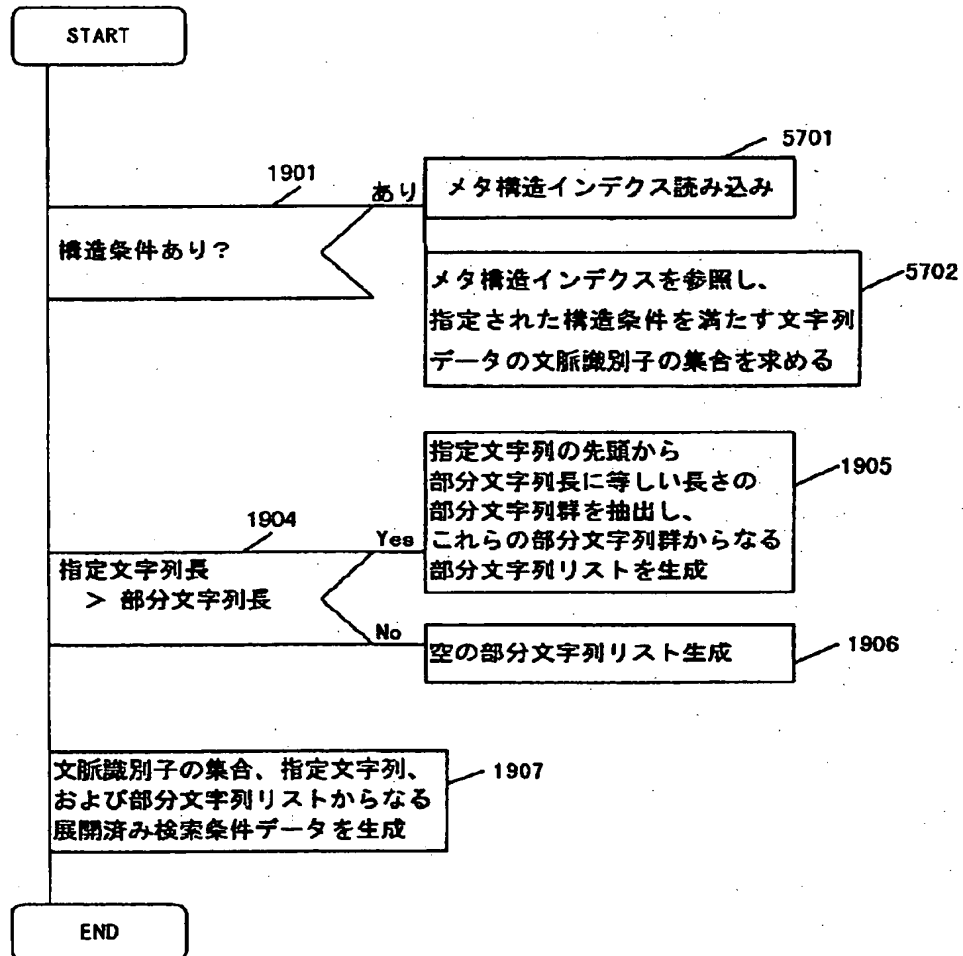 START
5701
1901
あり
メタ構造インデクス読み込み
構造条件あり?
5702
メタ構造インデクスを参照し、
指定された構造条件を満たす文字列
データの文脈識別子の集合を求める
1905
指定文字列の先頭から
部分文字列長に等しい長さの
部分文字列群を抽出し、
これらの部分文字列群からなる
部分文字列リストを生成
1904
Yes
指定文字列長
> 部分文字列長
No
1906
空の部分文字列リスト生成
1907
文脈識別子の集合、指定文字列、
および部分文字列リストからなる
展開済み検索条件データを生成
END